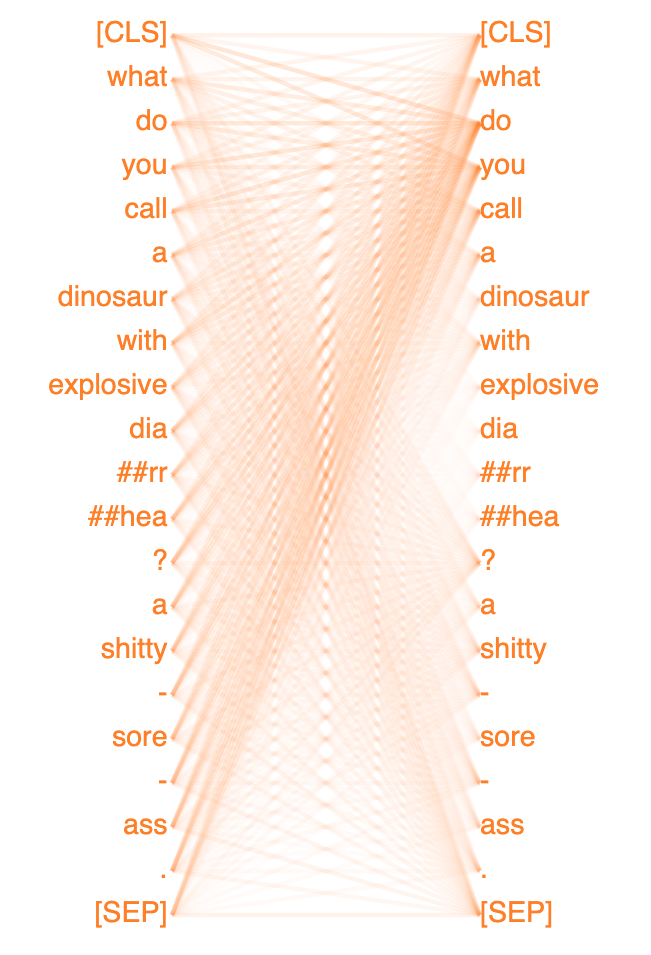 [CLS] [CLS]
what what
do do
you you
call call
a a
dinosaur dinosaur
with with
explosive explosive
dia dia
##rr ##rr
##hea ##hea
? ?
a a
shitty shitty
- -
sore sore
- -
ass ass
. .
[SEP] [SEP]